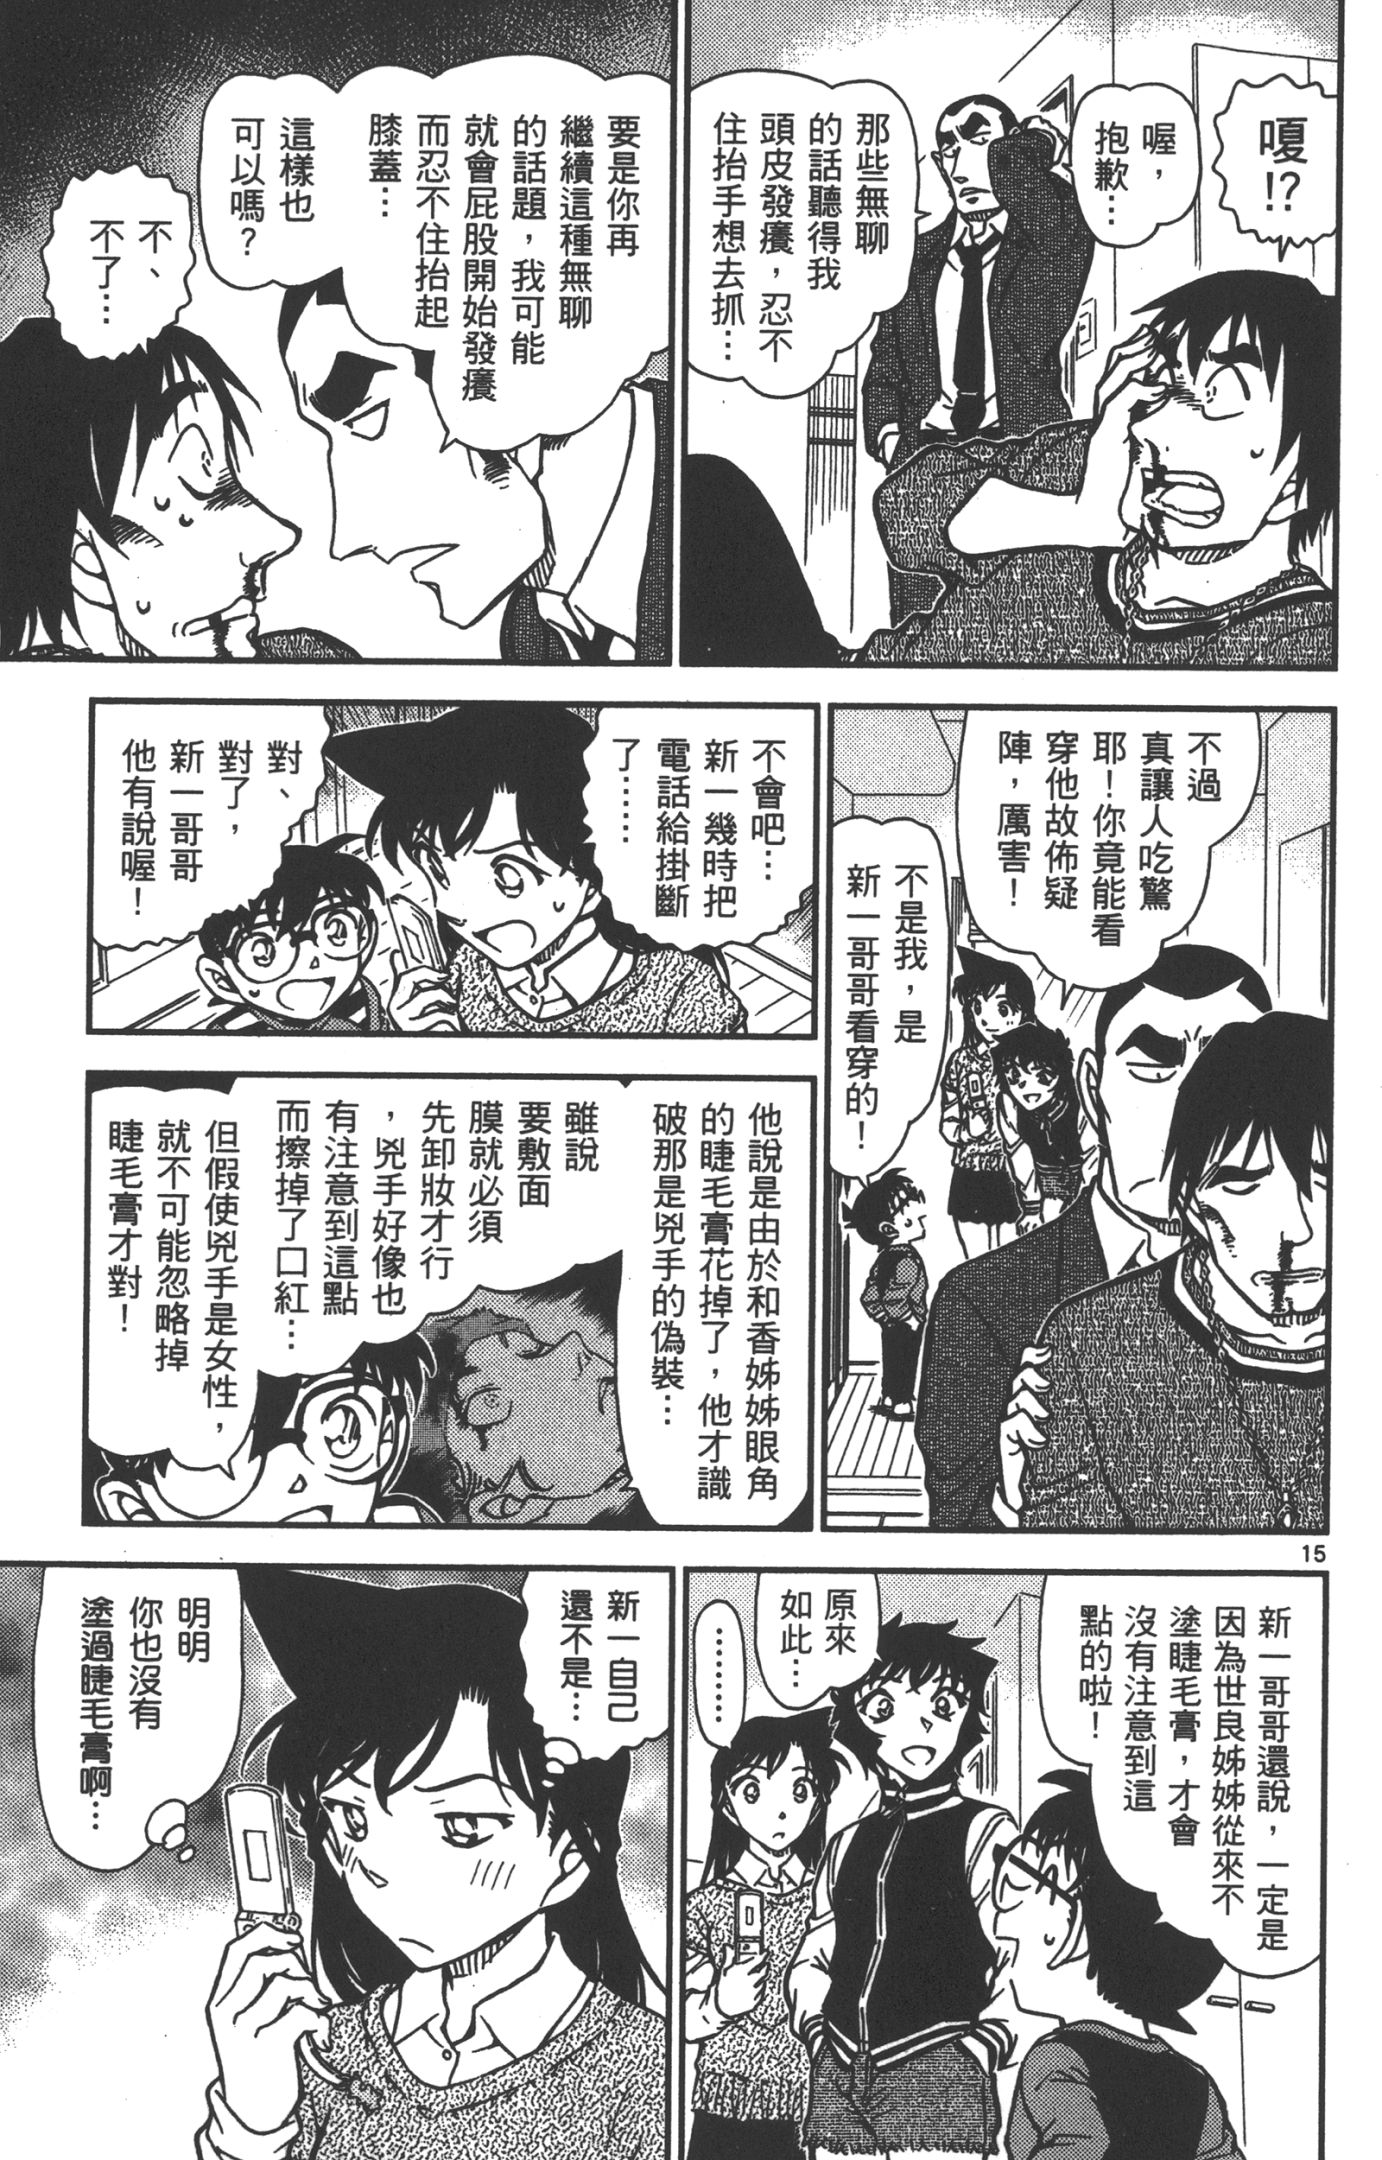 嗄!?
喔，
抱歉…
那些無聊
的話聽得我
頭皮發癢，忍不
住抬手想去抓…
要是你再
繼續這種無聊
的話題，我可能
就會屁股開始發癢
而忍不住抬起
膝蓋…
這樣也
可以嗎？
不、
不了…
不過
真讓人吃驚
耶！你竟能看
穿他故佈疑
陣，厲害！
不是我，是
新一哥哥看穿的！
不會吧…
新一幾時把
電話給掛斷
了……
對、
對了，
新一哥哥
他有說喔！
他說是由於和香姊姊眼角
的睫毛膏花掉了，他才識
破那是兇手的偽裝…
雖說
要敷面
膜就必須
先卸妝才行
，兇手好像也
有注意到這點
而擦掉了口紅…
但假使兇手是女性，
就不可能忽略掉
睫毛膏才對！
15
新一哥哥還說，一定是
因為世良姊姊從來不
塗睫毛膏，才會
沒有注意到這
點的啦！
原來
如此…
………
新一自己
還不是…
明明
你也沒有
塗過睫毛膏啊…